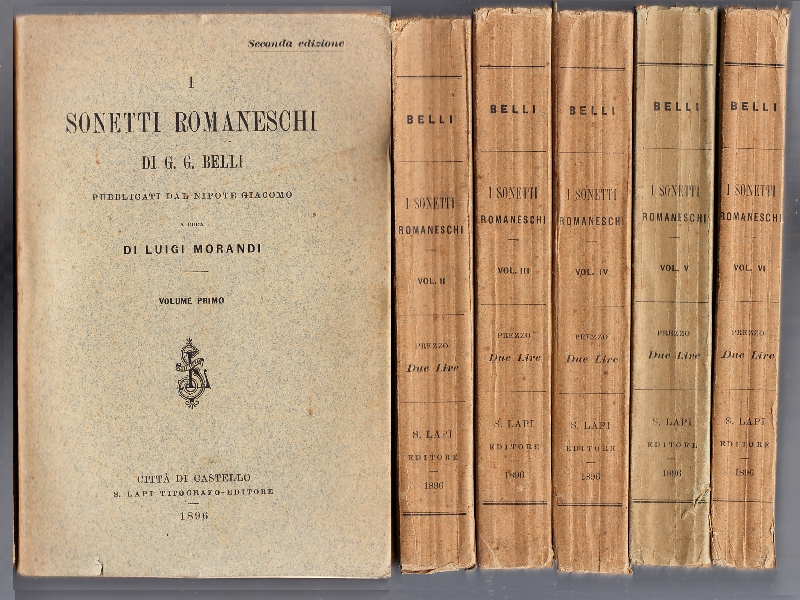 Seconda edizione
I
SONETTI ROMANESCHI
DI G. G. BELLI
PUBBLICATI DAL NIPOTE GIACOMO
A CURA
DI LUIGI MORANDI
VOLUME PRIMO
CITTÀ DI CASTELLO
S. LAPI TIPOGRAFO-EDITORE
1896
BELLI
I SONETTI
ROMANESCHI
VOL. II
PREZZO
Due Lire
S. LAPI
EDITORE
1896
BELLI
I SONETTI
ROMANESCHI
VOL. III
PREZZO
Due Lire
S. LAPI
EDITORE
1896
BELLI
I SONETTI
ROMANESCHI
VOL. IV
PREZZO
Due Lire
S. LAPI
EDITORE
1896
BELLI
I SONETTI
ROMANESCHI
VOL. V
PREZZO
Due Lire
S. LAPI
EDITORE
1896
BELLI
I SONETTI
ROMANESCHI
VOL. VI
PREZZO
Due Lire
S. LAPI
EDITORE
1896